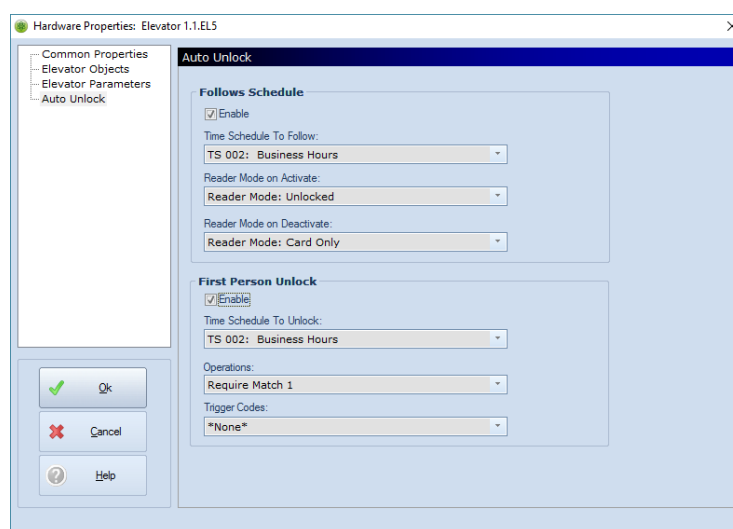 Hardware Properties: Elevator 1.1.EL5
Common Properties
Elevator Objects
Elevator Parameters
Auto Unlock
Auto Unlock
Follows Schedule
Enable
Time Schedule To Follow:
TS 002: Business Hours
Reader Mode on Activate:
Reader Mode: Unlocked
Reader Mode on Deactivate:
Reader Mode: Card Only
First Person Unlock
Enable
Time Schedule To Unlock:
TS 002: Business Hours
Operations:
Require Match 1
Trigger Codes:
*None*
Ok
Cancel
Help